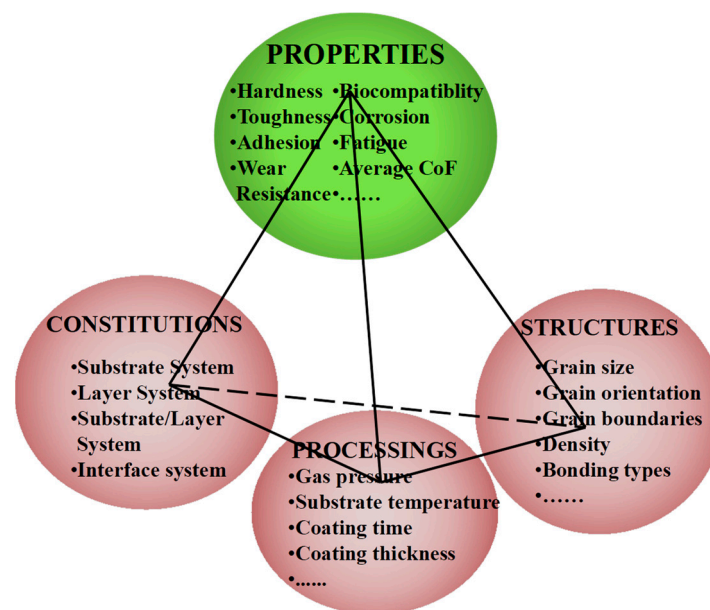 PROPERTIES
•Hardness •Biocompatiblity
•Toughness •Corrosion
•Adhesion •Fatigue
•Wear •Average CoF
Resistance •……
CONSTITUTIONS
•Substrate System
•Layer System
•Substrate/Layer
System
•Interface system
STRUCTURES
•Grain size
•Grain orientation
•Grain boundaries
•Density
•Bonding types
•……
PROCESSINGS
•Gas pressure
•Substrate temperature
•Coating time
•Coating thickness
•......